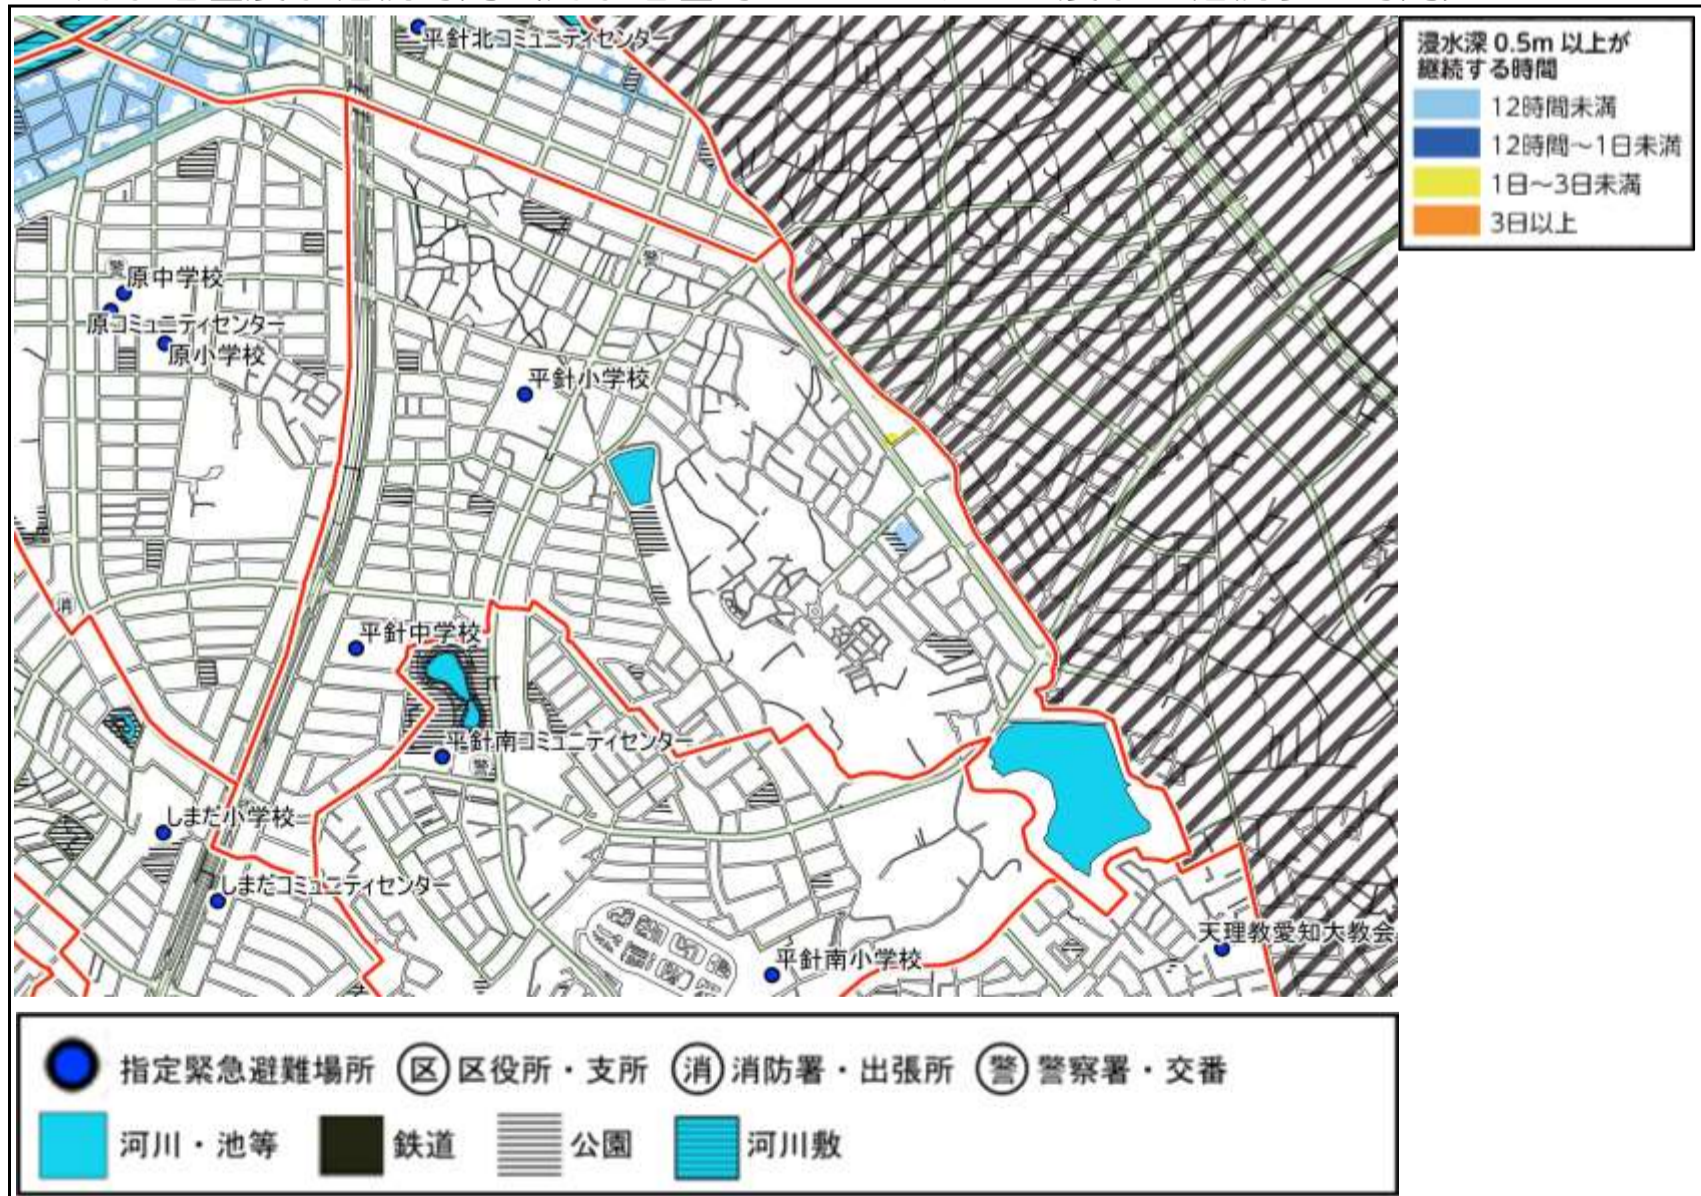 平針北コミュニティセンター
浸水深 0.5m 以上が
継続する時間
12時間未満
12時間～1日未満
1日～3日未満
3日以上
警
警
原中学校
原コミュニティセンター
原小学校
平針小学校
消
平針中学校
平針南コミュニティセンター
警
しまだ小学校
しまだコミュニティセンター
天理教愛知大教会
平針南小学校
指定緊急避難場所
区 区役所・支所
消 消防署・出張所
警 警察署・交番
河川・池等
鉄道
公園
河川敷